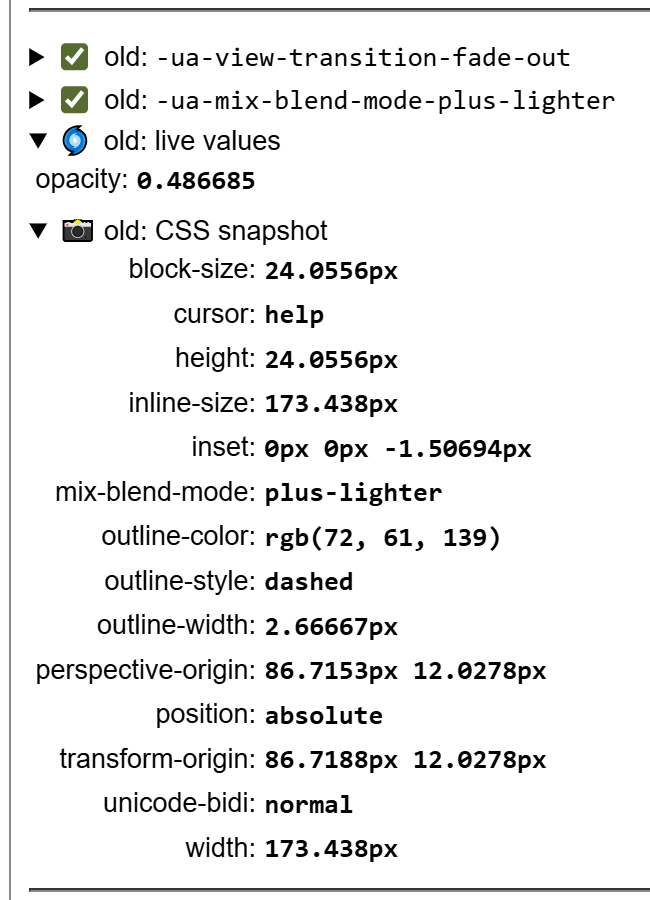 old: -ua-view-transition-fade-out
old: -ua-mix-blend-mode-plus-lighter
old: live values
opacity: 0.486685
old: CSS snapshot
block-size: 24.0556px
cursor: help
height: 24.0556px
inline-size: 173.438px
inset: 0px 0px -1.50694px
mix-blend-mode: plus-lighter
outline-color: rgb(72, 61, 139)
outline-style: dashed
outline-width: 2.66667px
perspective-origin: 86.7153px 12.0278px
position: absolute
transform-origin: 86.7188px 12.0278px
unicode-bidi: normal
width: 173.438px